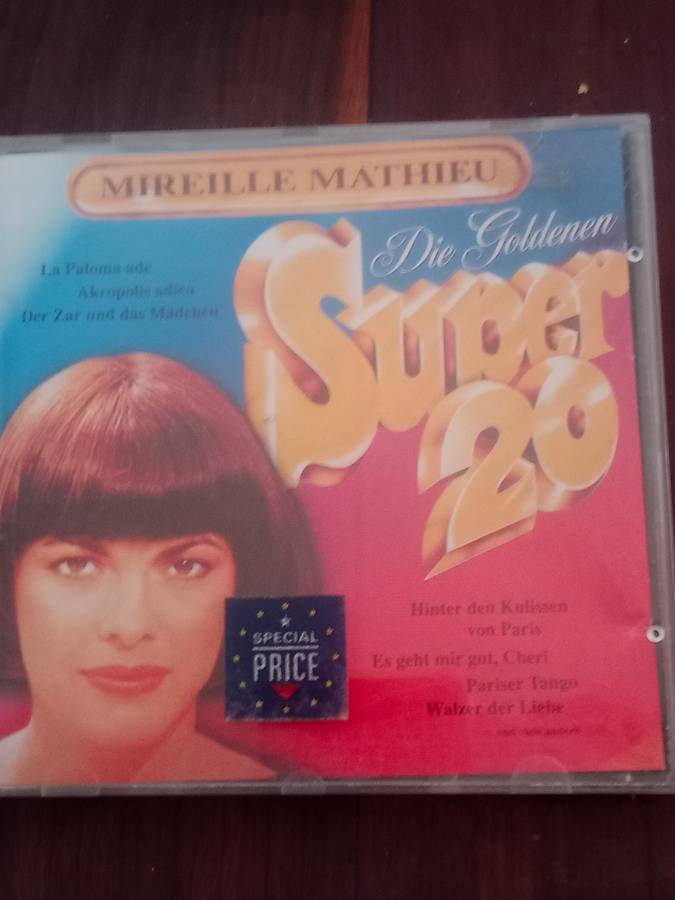 MIREILLE MATHIEU
Die Goldenen
Super
20
La Paloma ade
Akropolis adieu
Der Zar und das Mädchen
SPECIAL
PRICE
Hinter den Kulissen
von Paris
Es geht mir gut, Cheri
Pariser Tango
Walzer der Liebe